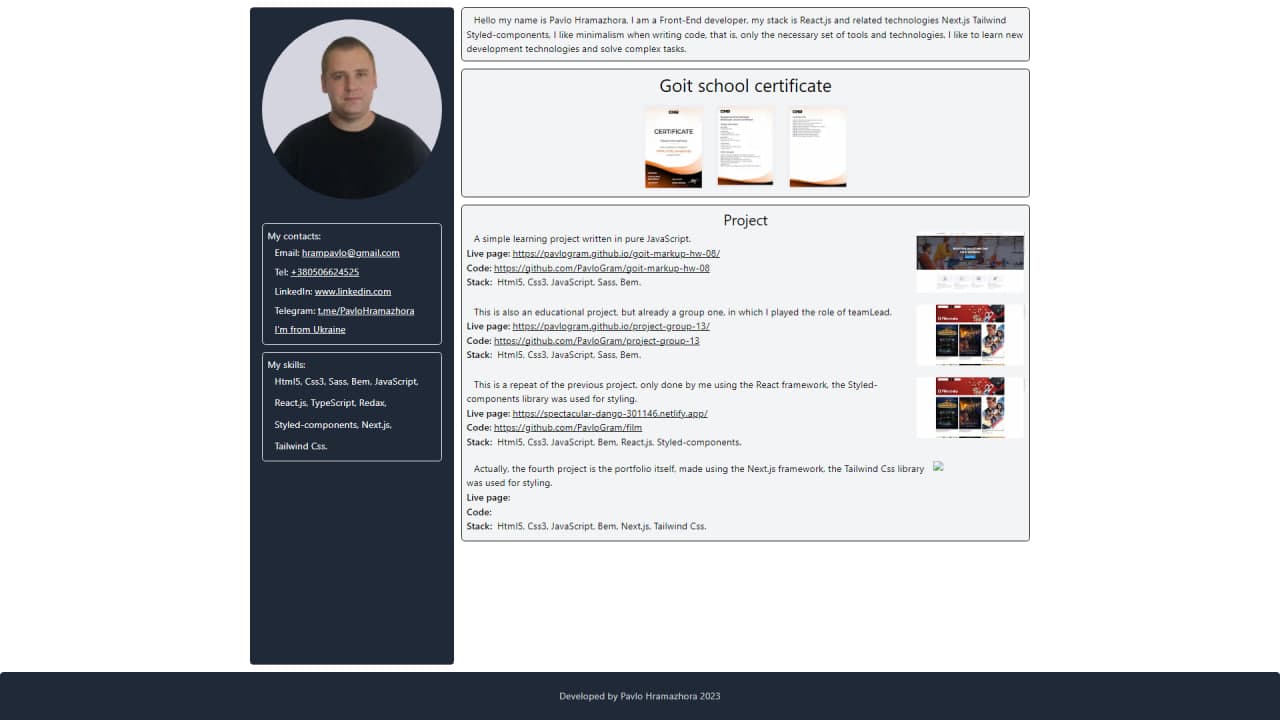 My contacts:
Email: hrampavlo@gmail.com
Tel: +380506624525
LinkedIn: www.linkedin.com
Telegram: t.me/PavloHramazhora
I'm from Ukraine
My skills:
Html5, Css3, Sass, Bem, JavaScript,
React.js, TypeScript, Redax,
Styled-components, Next.js,
Tailwind Css.
Hello my name is Pavlo Hramazhora, I am a Front-End developer, my stack is React.js and related technologies Next.js Tailwind
Styled-components, I like minimalism when writing code, that is, only the necessary set of tools and technologies, I like to learn new
development technologies and solve complex tasks.
Goit school certificate
CERTIFICATE
Project
A simple learning project written in pure JavaScript.
Live page: https://pavlogram.github.io/goit-markup-hw-08/
Code: https://github.com/PavloGram/goit-markup-hw-08
Stack: Html5, Css3, JavaScript, Sass, Bem.
This is also an educational project, but already a group one, in which I played the role of teamLead.
Live page: https://pavlogram.github.io/project-group-13/
Code: https://github.com/PavloGram/project-group-13
Stack: Html5, Css3, JavaScript, Sass, Bem.
This is a repeat of the previous project, only done by me using the React framework, the Styled-
components library was used for styling.
Live page: https://spectacular-dango-301146.netlify.app/
Code: https://github.com/PavloGram/film
Stack: Html5, Css3, JavaScript, Bem, React.js, Styled-components.
Actually, the fourth project is the portfolio itself, made using the Next.js framework, the Tailwind Css library
was used for styling.
Live page:
Code:
Stack: Html5, Css3, JavaScript, Bem, Next.js, Tailwind Css.
Developed by Pavlo Hramazhora 2023